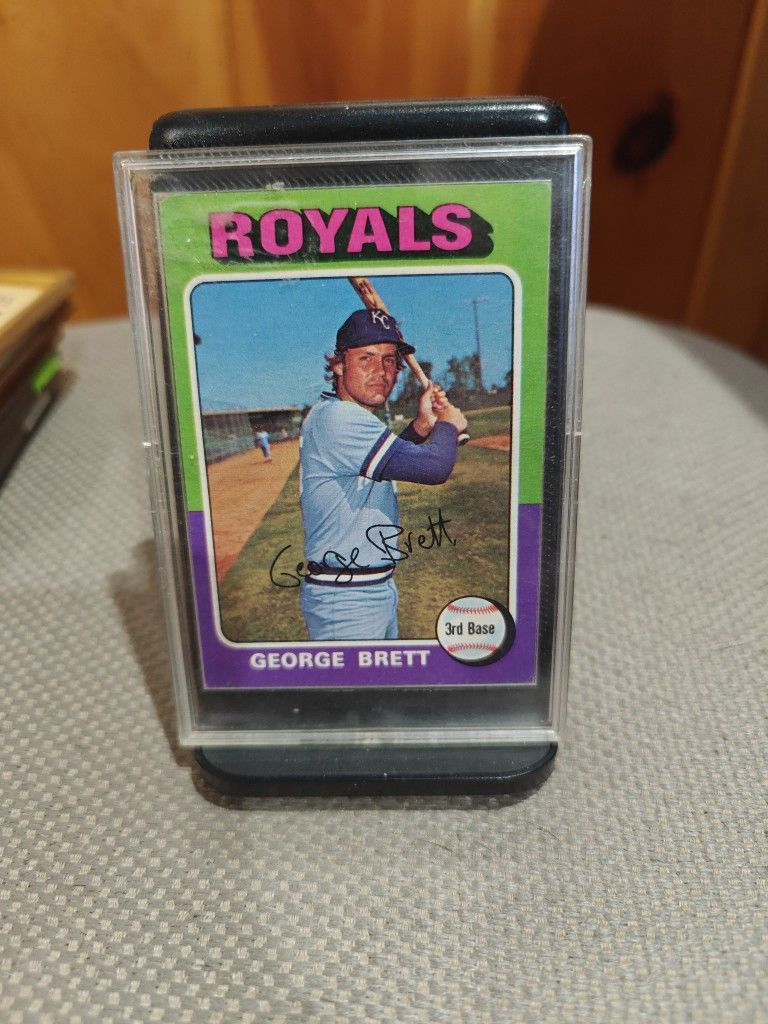 ROYALS
KC
George Brett
3rd Base
GEORGE BRETT